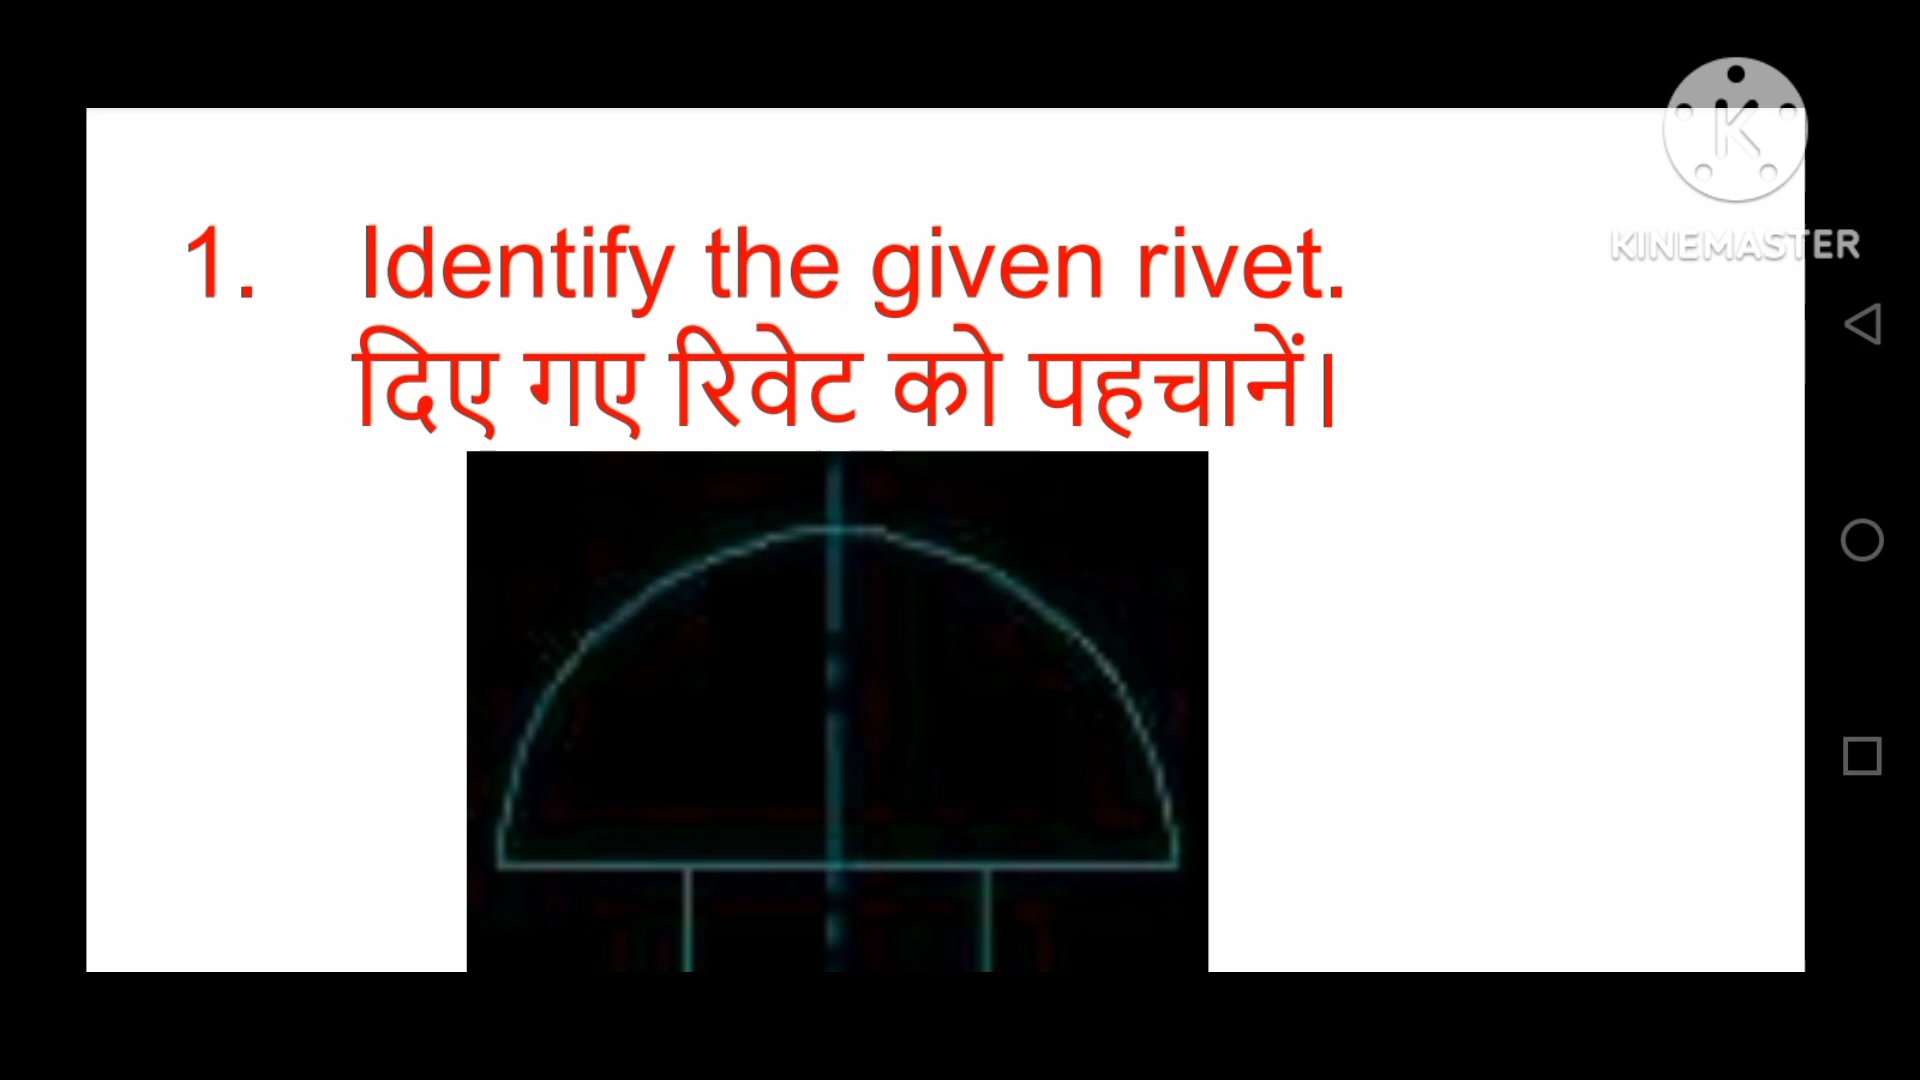 KINEMASTER
1. Identify the given rivet.
दिए गए रिवेट को पहचानें।